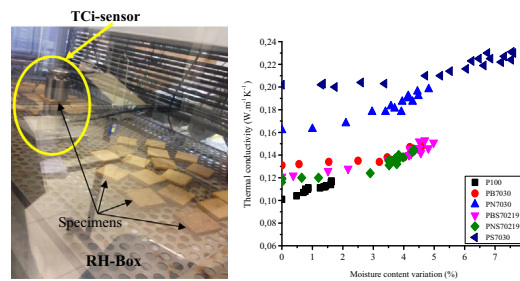 TCi-sensor
Specimens
RH-Box
Thermal conductivity (W.m⁻¹K⁻¹)
0,24
0,22
0,20
0,18
0,16
0,14
0,12
0,10
0,08
0,06
0 1 2 3 4 5 6 7
Moisture content variation (%)
P100
PB7030
PN7030
PBS70219
PNS70219
PS7030